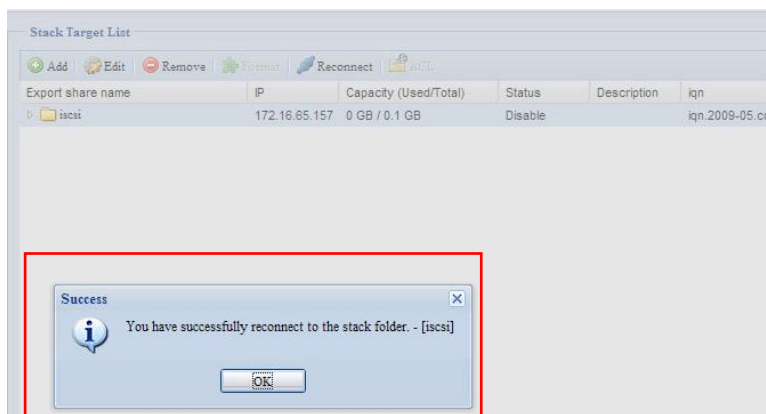 Stack Target List
Add Edit Remove Format Reconnect ACL
Export share name IP Capacity (Used/Total) Status Description iqn
iscsi 172.16.65.157 0 GB / 0.1 GB Disable iqn.2009-05.co
Success
You have successfully reconnect to the stack folder. - [iscsi]
OK